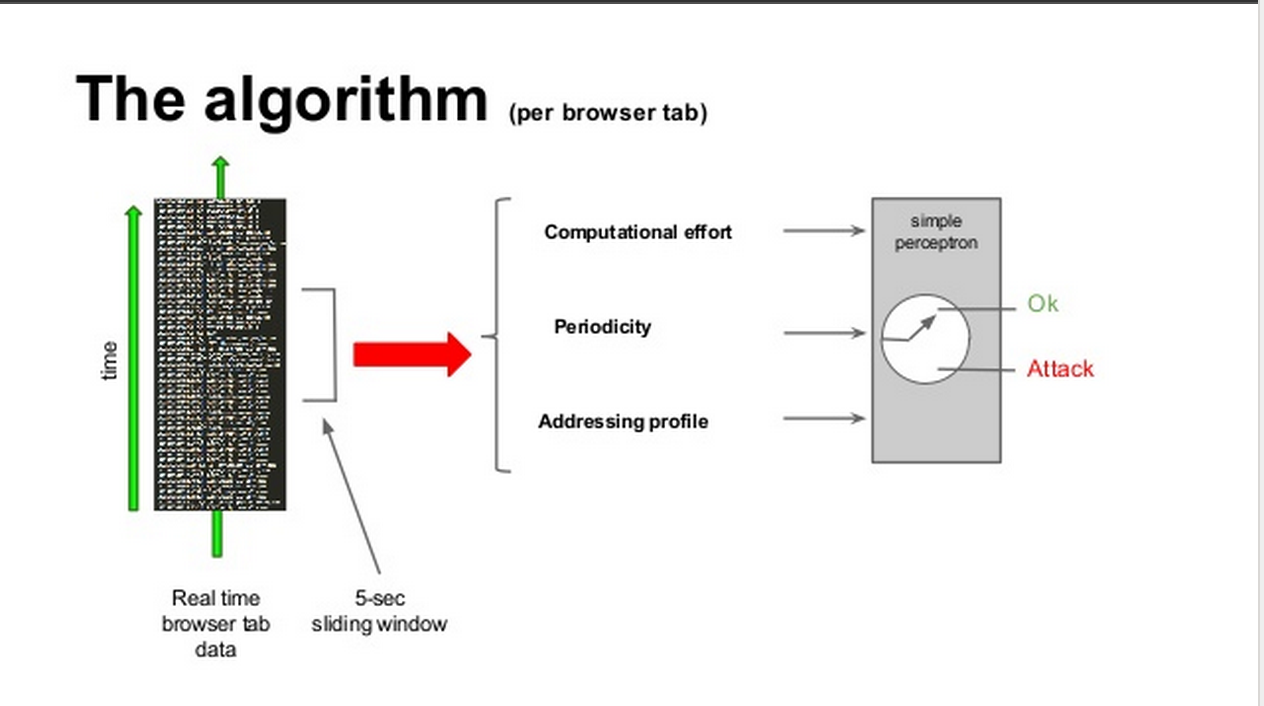 The algorithm (per browser tab)
time
Computational effort
Periodicity
Addressing profile
simple
perceptron
Ok
Attack
Real time
browser tab
data
5-sec
sliding window